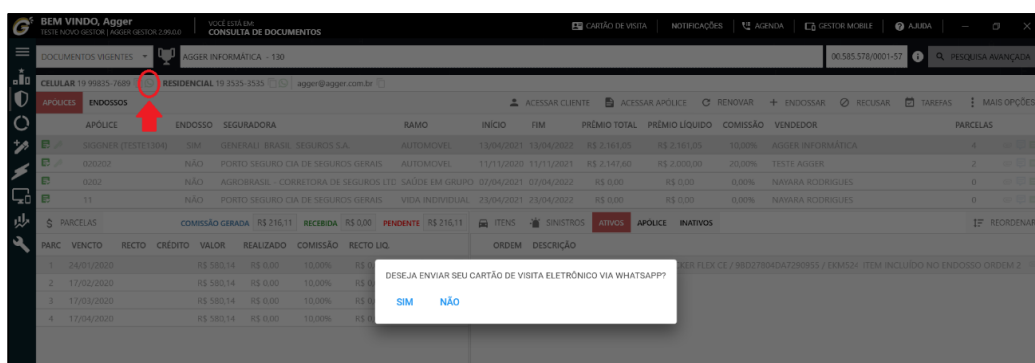 BEM VINDO, Agger
TESTE NOVO GESTOR | AGGER GESTOR 2.99.0.0
VOCÊ ESTÁ EM:
CONSULTA DE DOCUMENTOS
CARTÃO DE VISITA NOTIFICAÇÕES AGENDA GESTOR MOBILE AJUDA
DOCUMENTOS VIGENTES AGGER INFORMÁTICA - 130 00.585.578/0001-57 PESQUISA AVANÇADA
CELULAR 19 99835-7689 RESIDENCIAL 19 3535-3535 agger@agger.com.br
APÓLICES ENDOSSOS ACESSAR CLIENTE ACESSAR APÓLICE RENOVAR + ENDOSSAR RECUSAR TAREFAS MAIS OPÇÕES
APÓLICE ENDOSSO SEGURADORA RAMO INÍCIO FIM PRÊMIO TOTAL PRÊMIO LÍQUIDO COMISSÃO VENDEDOR PARCELAS
SEGGNER (TESTE1304) SIM GENERALI BRASIL SEGUROS S.A. AUTOMOVEL 13/04/2021 13/04/2022 R$ 2.161,05 R$ 2.161,05 10,00% AGGER INFORMÁTICA 4
020202 NÃO PORTO SEGURO CIA DE SEGUROS GERAIS AUTOMOVEL 11/11/2020 11/11/2021 R$ 2.147,60 R$ 2.000,00 20,00% TESTE AGGER 2
0202 NÃO AGROBRASIL - CORRETORA DE SEGUROS LTD SAÚDE EM GRUPO 07/04/2021 07/04/2022 R$ 0,00 R$ 0,00 0,00% NAYARA RODRIGUES 0
11 NÃO PORTO SEGURO CIA DE SEGUROS GERAIS VIDA INDIVIDUAL 23/04/2021 23/04/2022 R$ 0,00 R$ 0,00 0,00% NAYARA RODRIGUES 0
$ PARCELAS COMISSÃO GERADA R$ 216,11 RECEBIDA R$ 0,00 PENDENTE R$ 216,11 ITENS SINISTROS ATIVOS APÓLICE INATIVOS REORDENAR
PARC VENCTO RECTO CRÉDITO VALOR REALIZADO COMISSÃO RECTO LIQ. ORDEM DESCRIÇÃO
1 24/01/2020 R$ 580,14 R$ 0,00 10,00% ITEM INCLUÍDO NO ENDOSSO ORDEM 2
2 17/02/2020 R$ 580,14 R$ 0,00 10,00%
3 17/03/2020 R$ 580,14 R$ 0,00 10,00%
4 17/04/2020 R$ 580,14 R$ 0,00 10,00%
DESEJA ENVIAR SEU CARTÃO DE VISITA ELETRÔNICO VIA WHATSAPP?
SIM NÃO